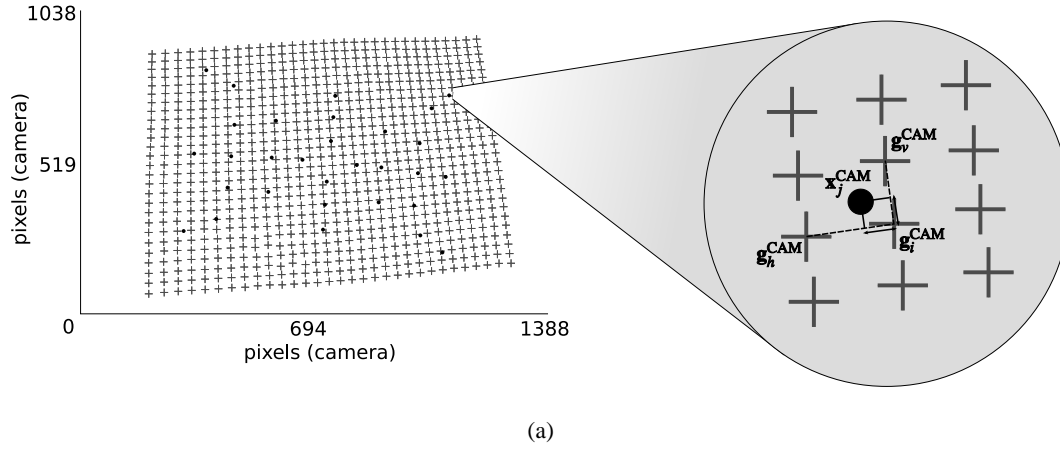 1038
519
0
694
1388
pixels (camera)
pixels (camera)
g_v^CAM
x_j^CAM
g_i^CAM
g_h^CAM
(a)